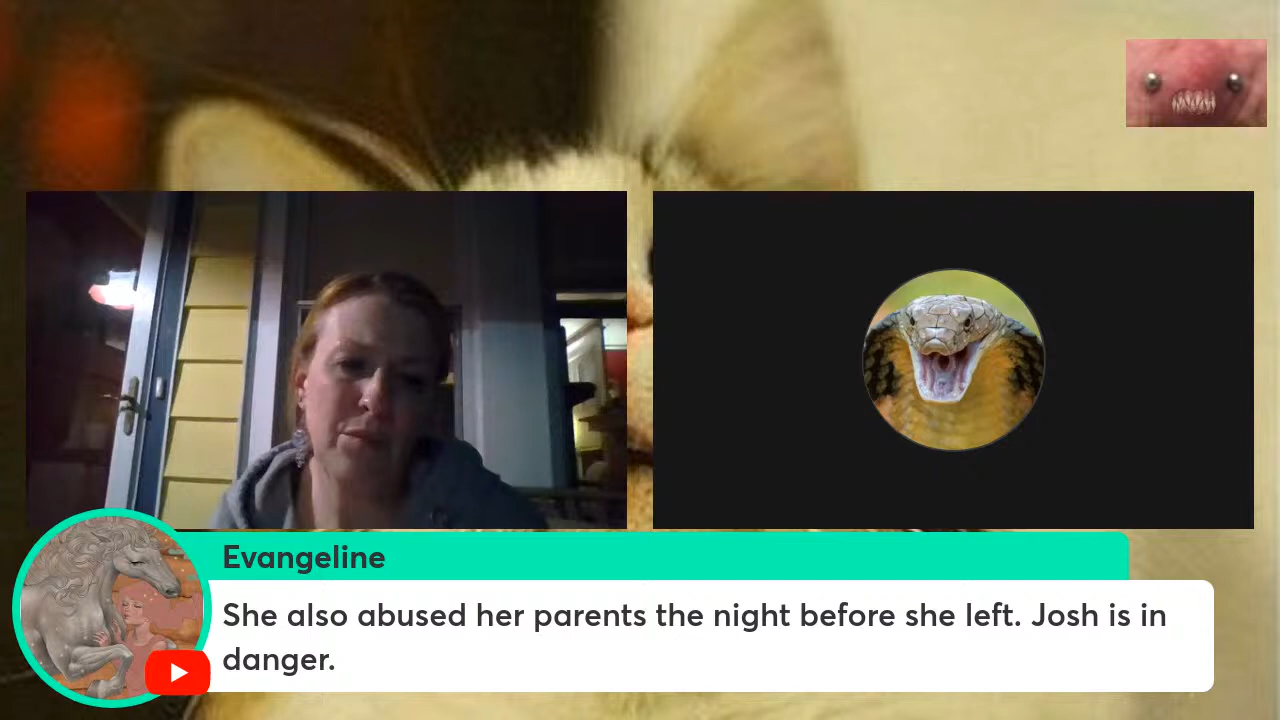 Evangeline
She also abused her parents the night before she left. Josh is in
danger.